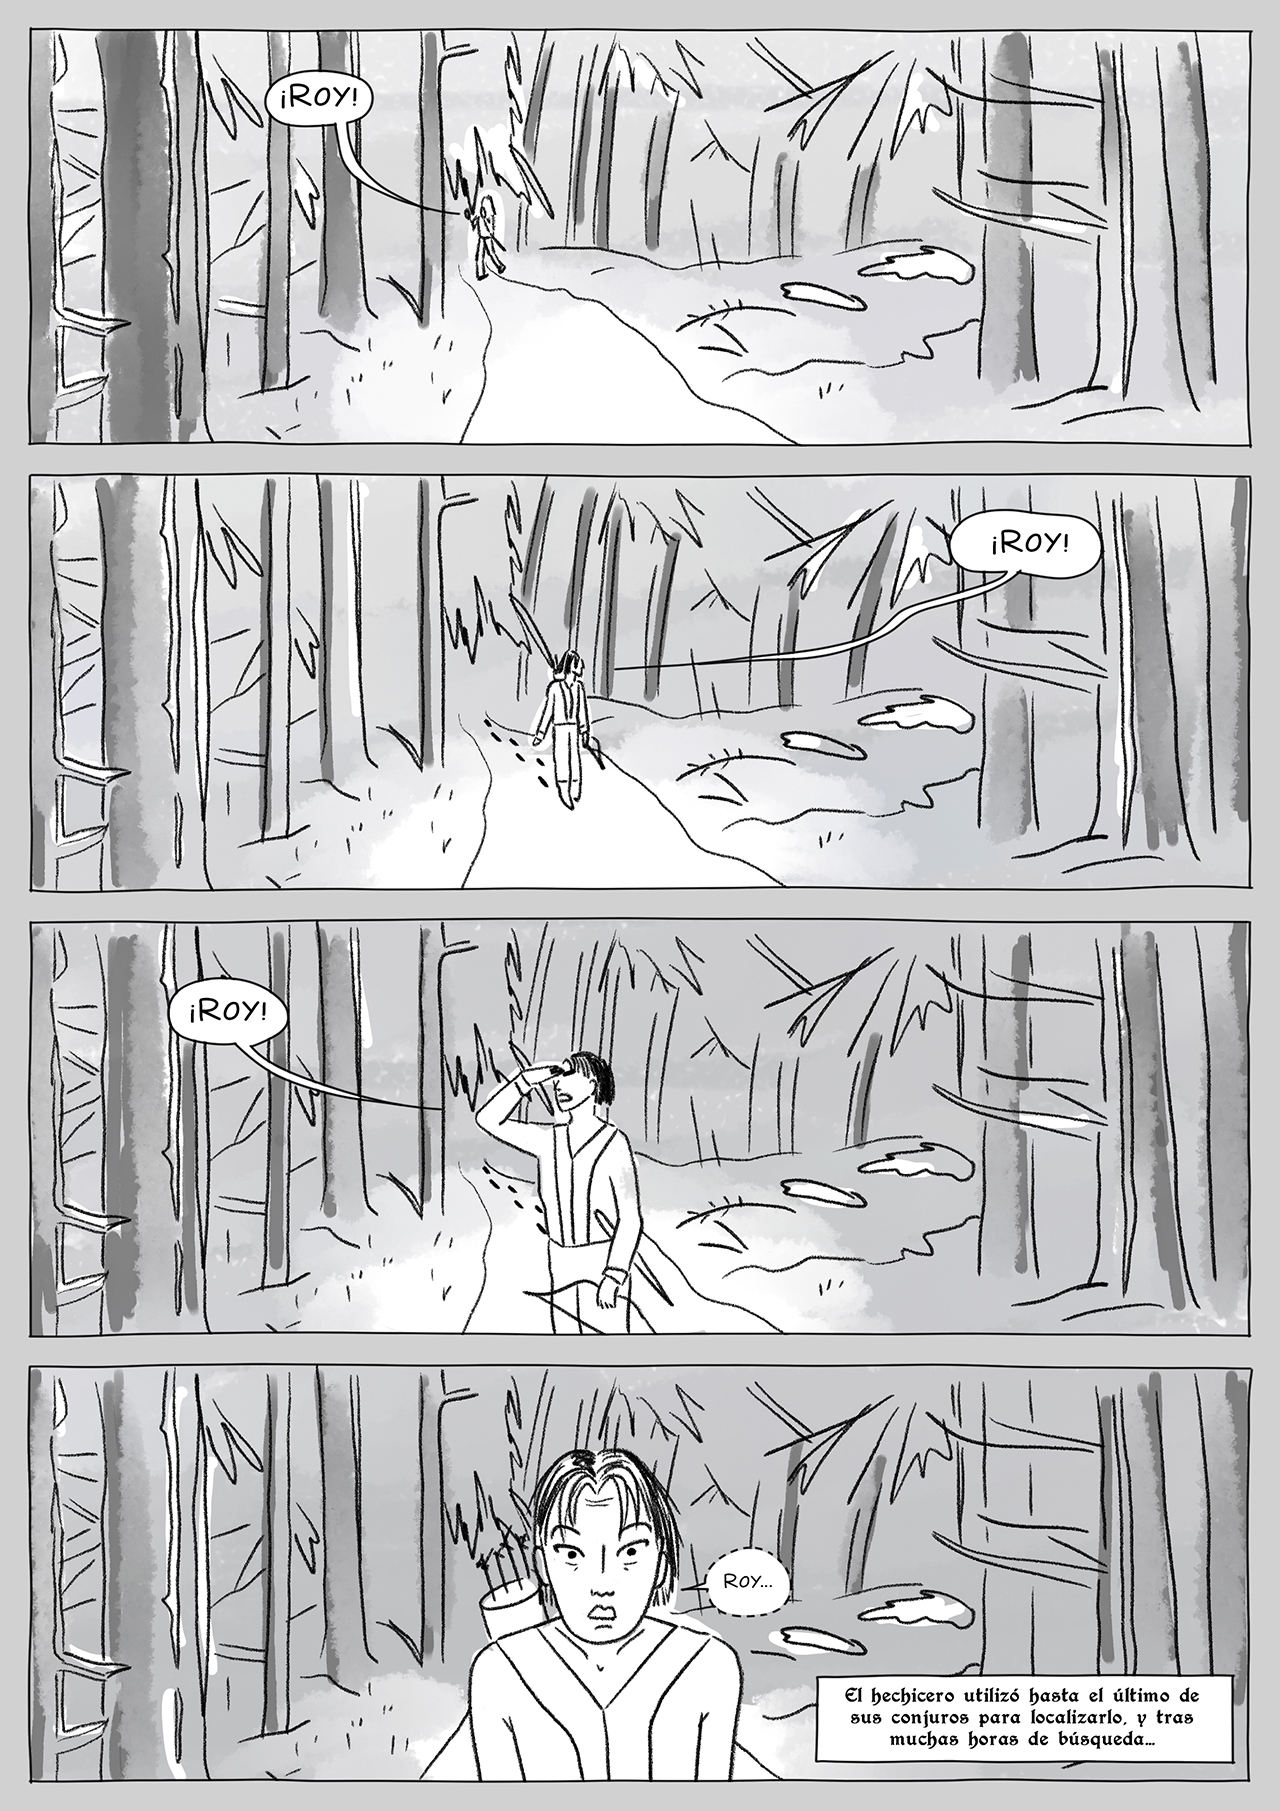 ¡ROY!
¡ROY!
¡ROY!
ROY...
El hechicero utilizó hasta el último de
sus conjuros para localizarlo, y tras
muchas horas de búsqueda...